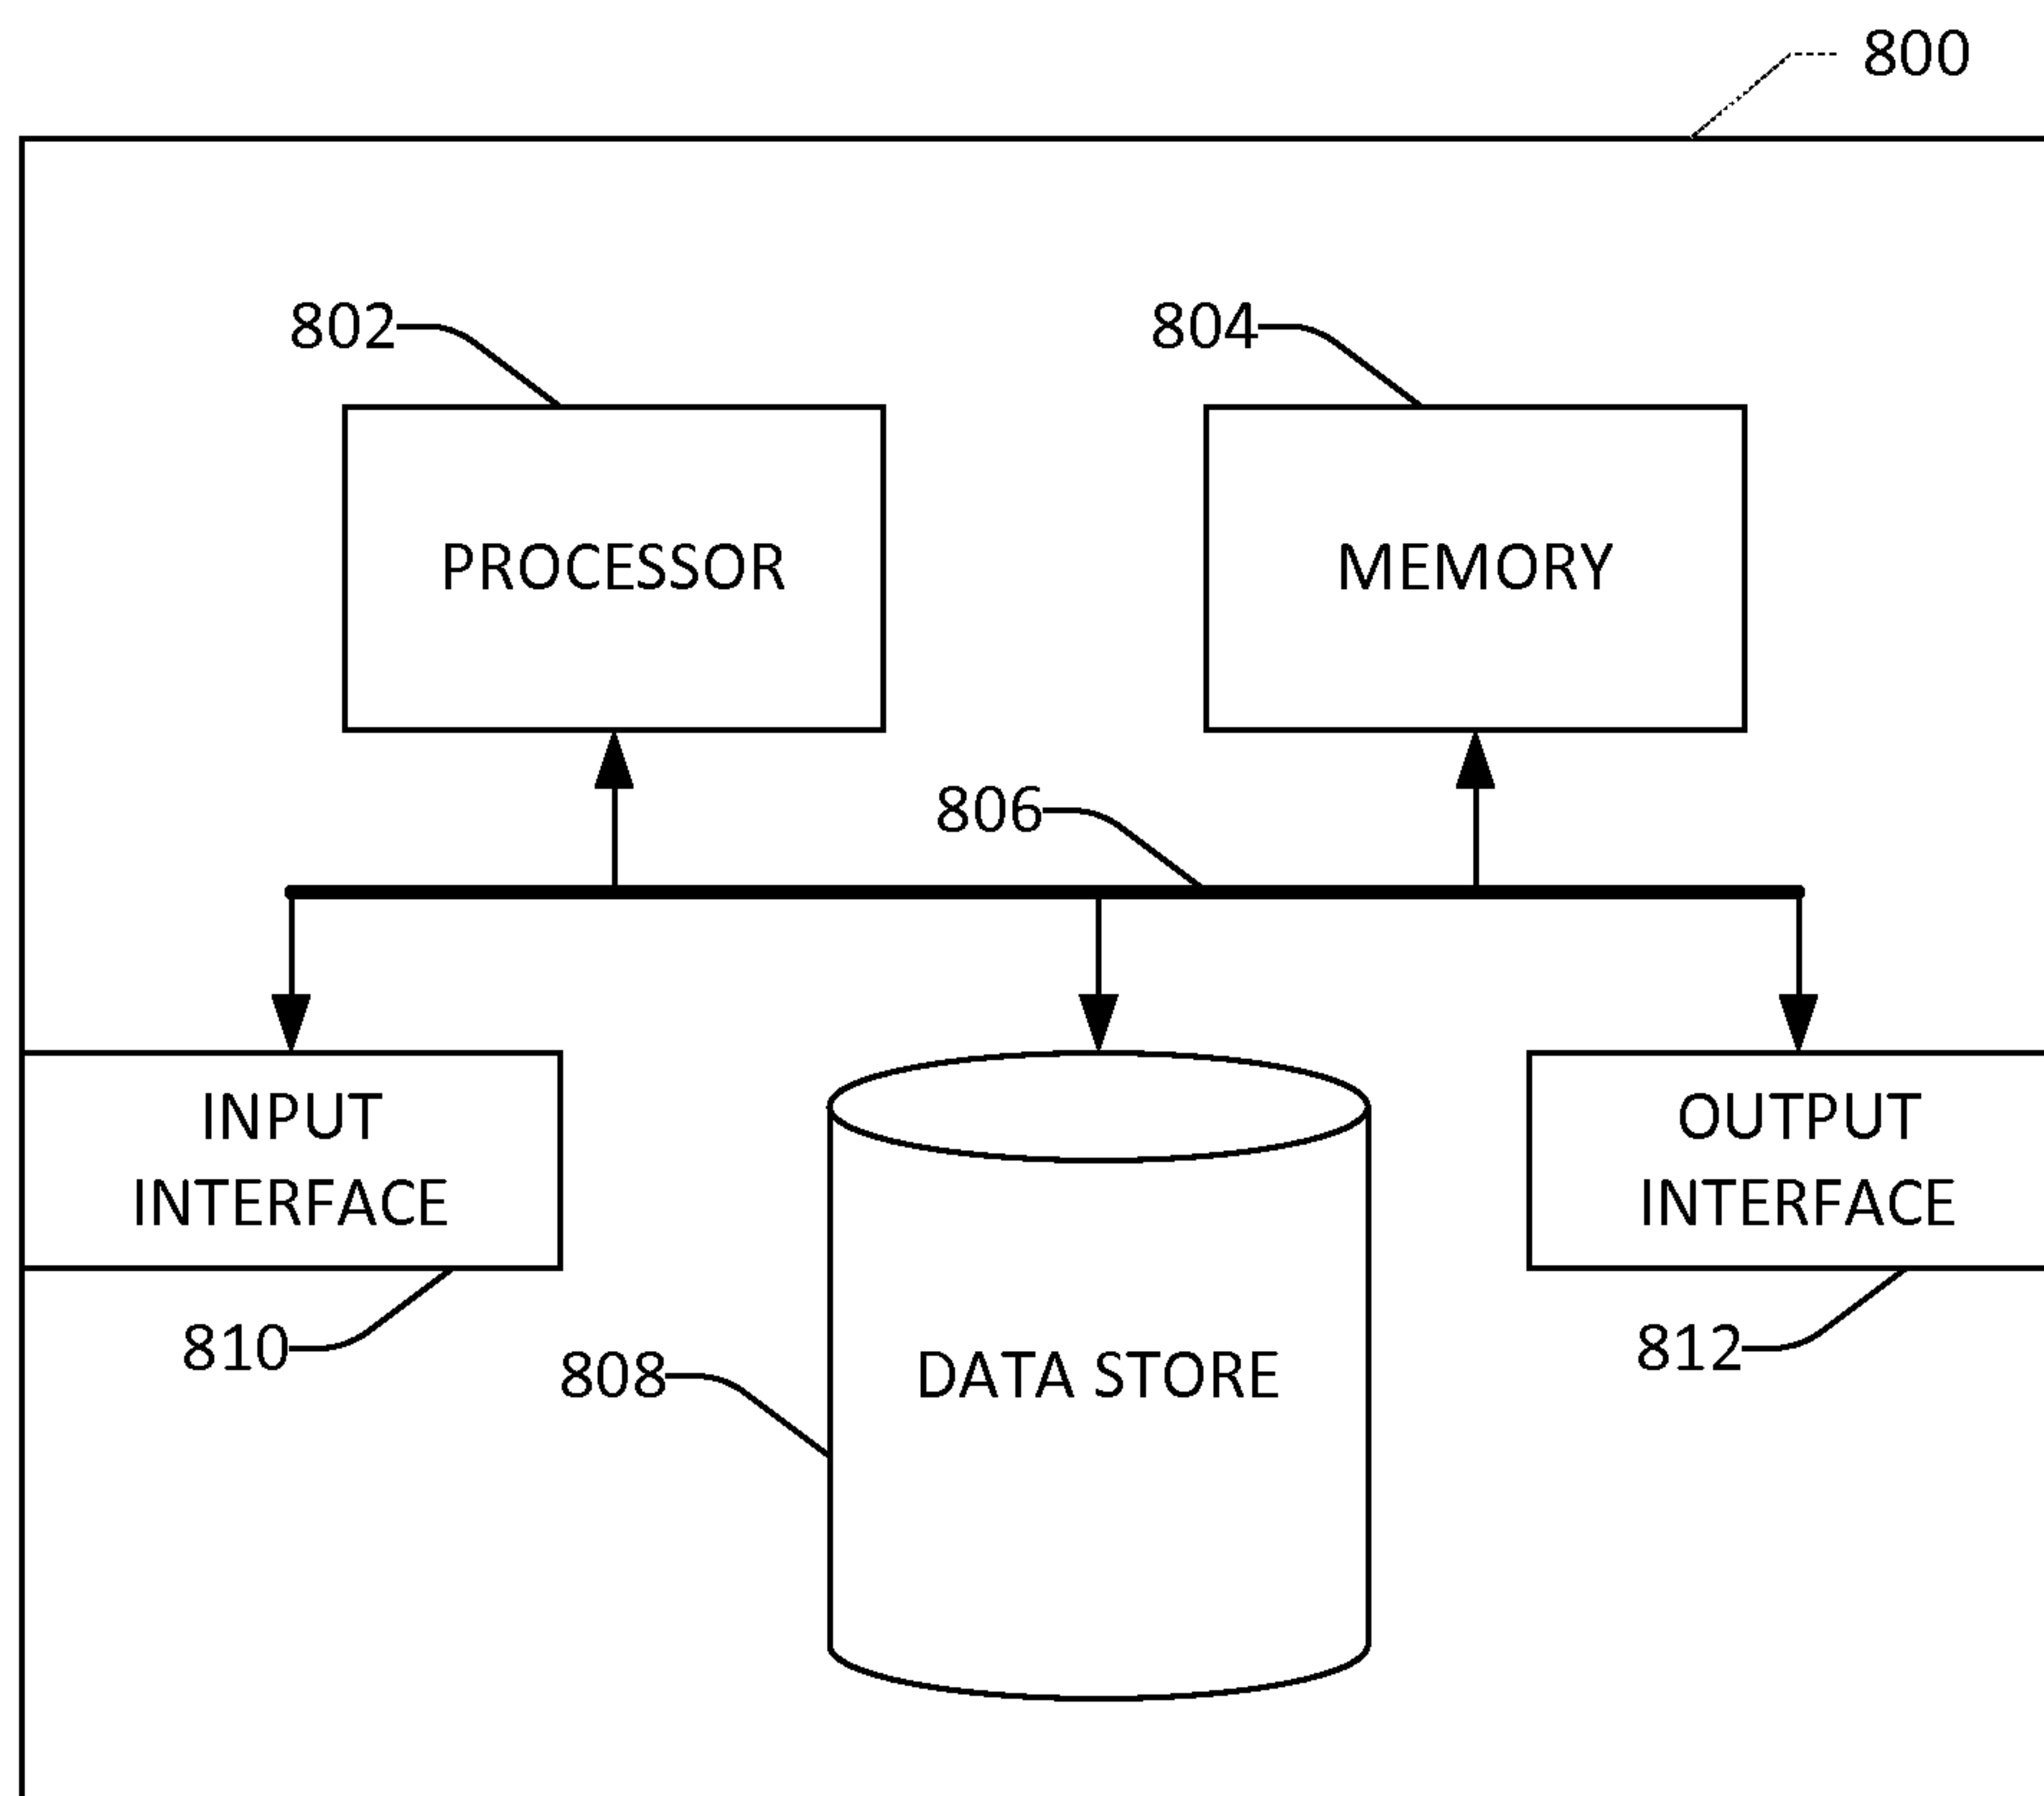 800
802
804
PROCESSOR
MEMORY
806
INPUT
INTERFACE
OUTPUT
INTERFACE
810
808
DATA STORE
812